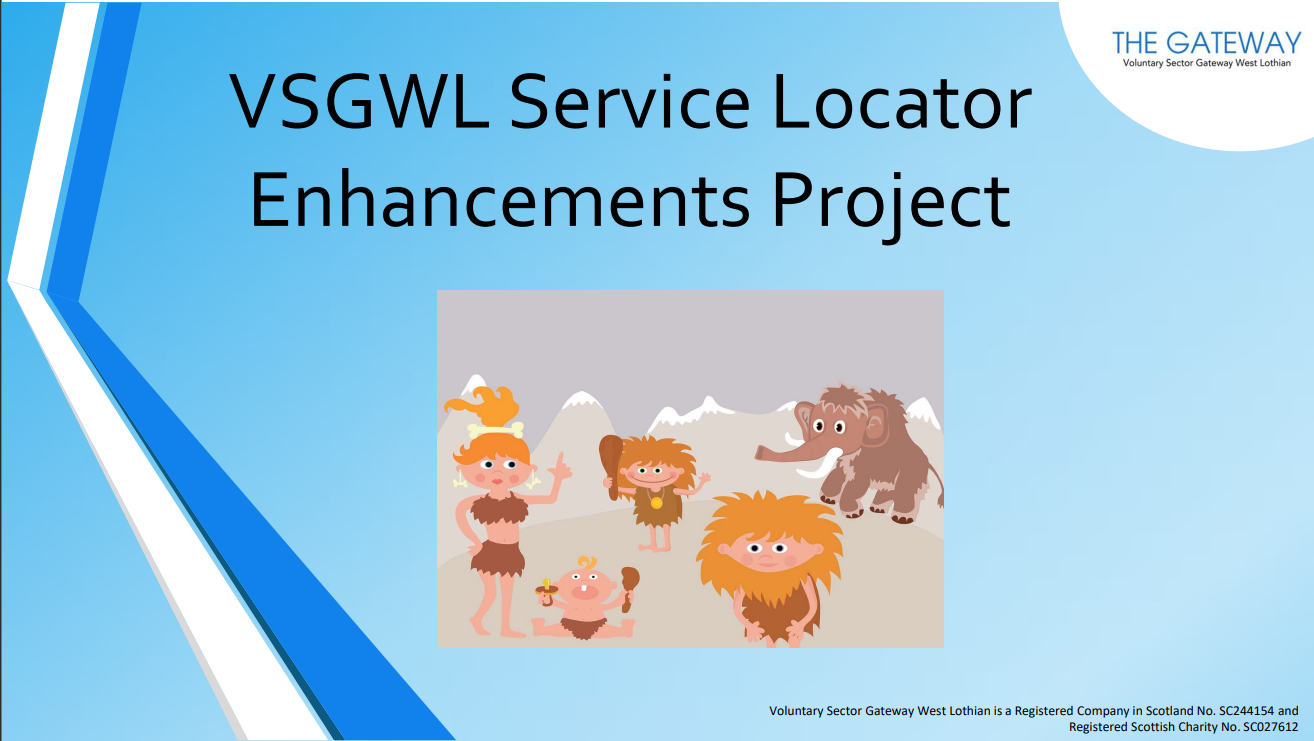 THE GATEWAY
Voluntary Sector Gateway West Lothian
VSGWL Service Locator
Enhancements Project
Voluntary Sector Gateway West Lothian is a Registered Company in Scotland No. SC244154 and
Registered Scottish Charity No. SC027612